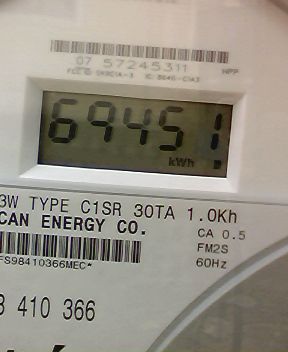 07 57245311
69451
kWh
3W TYPE C1SR 30TA 1.0Kh
CAN ENERGY CO.
CA 0.5
FM2S
FS98410366MEC*
60Hz
8 410 366